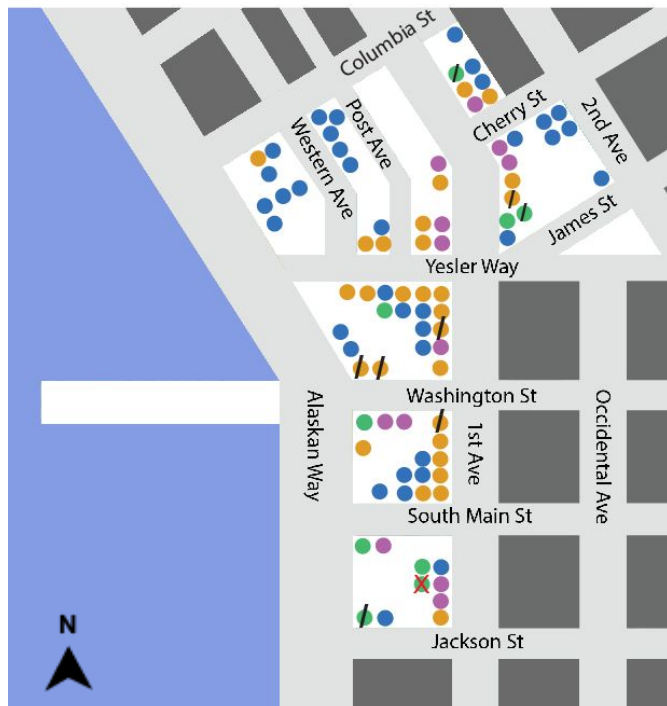 Columbia St
Post Ave
Western Ave
Cherry St
2nd Ave
James St
Yesler Way
Washington St
Alaskan Way
1st Ave
Occidental Ave
South Main St
X
N
Jackson St